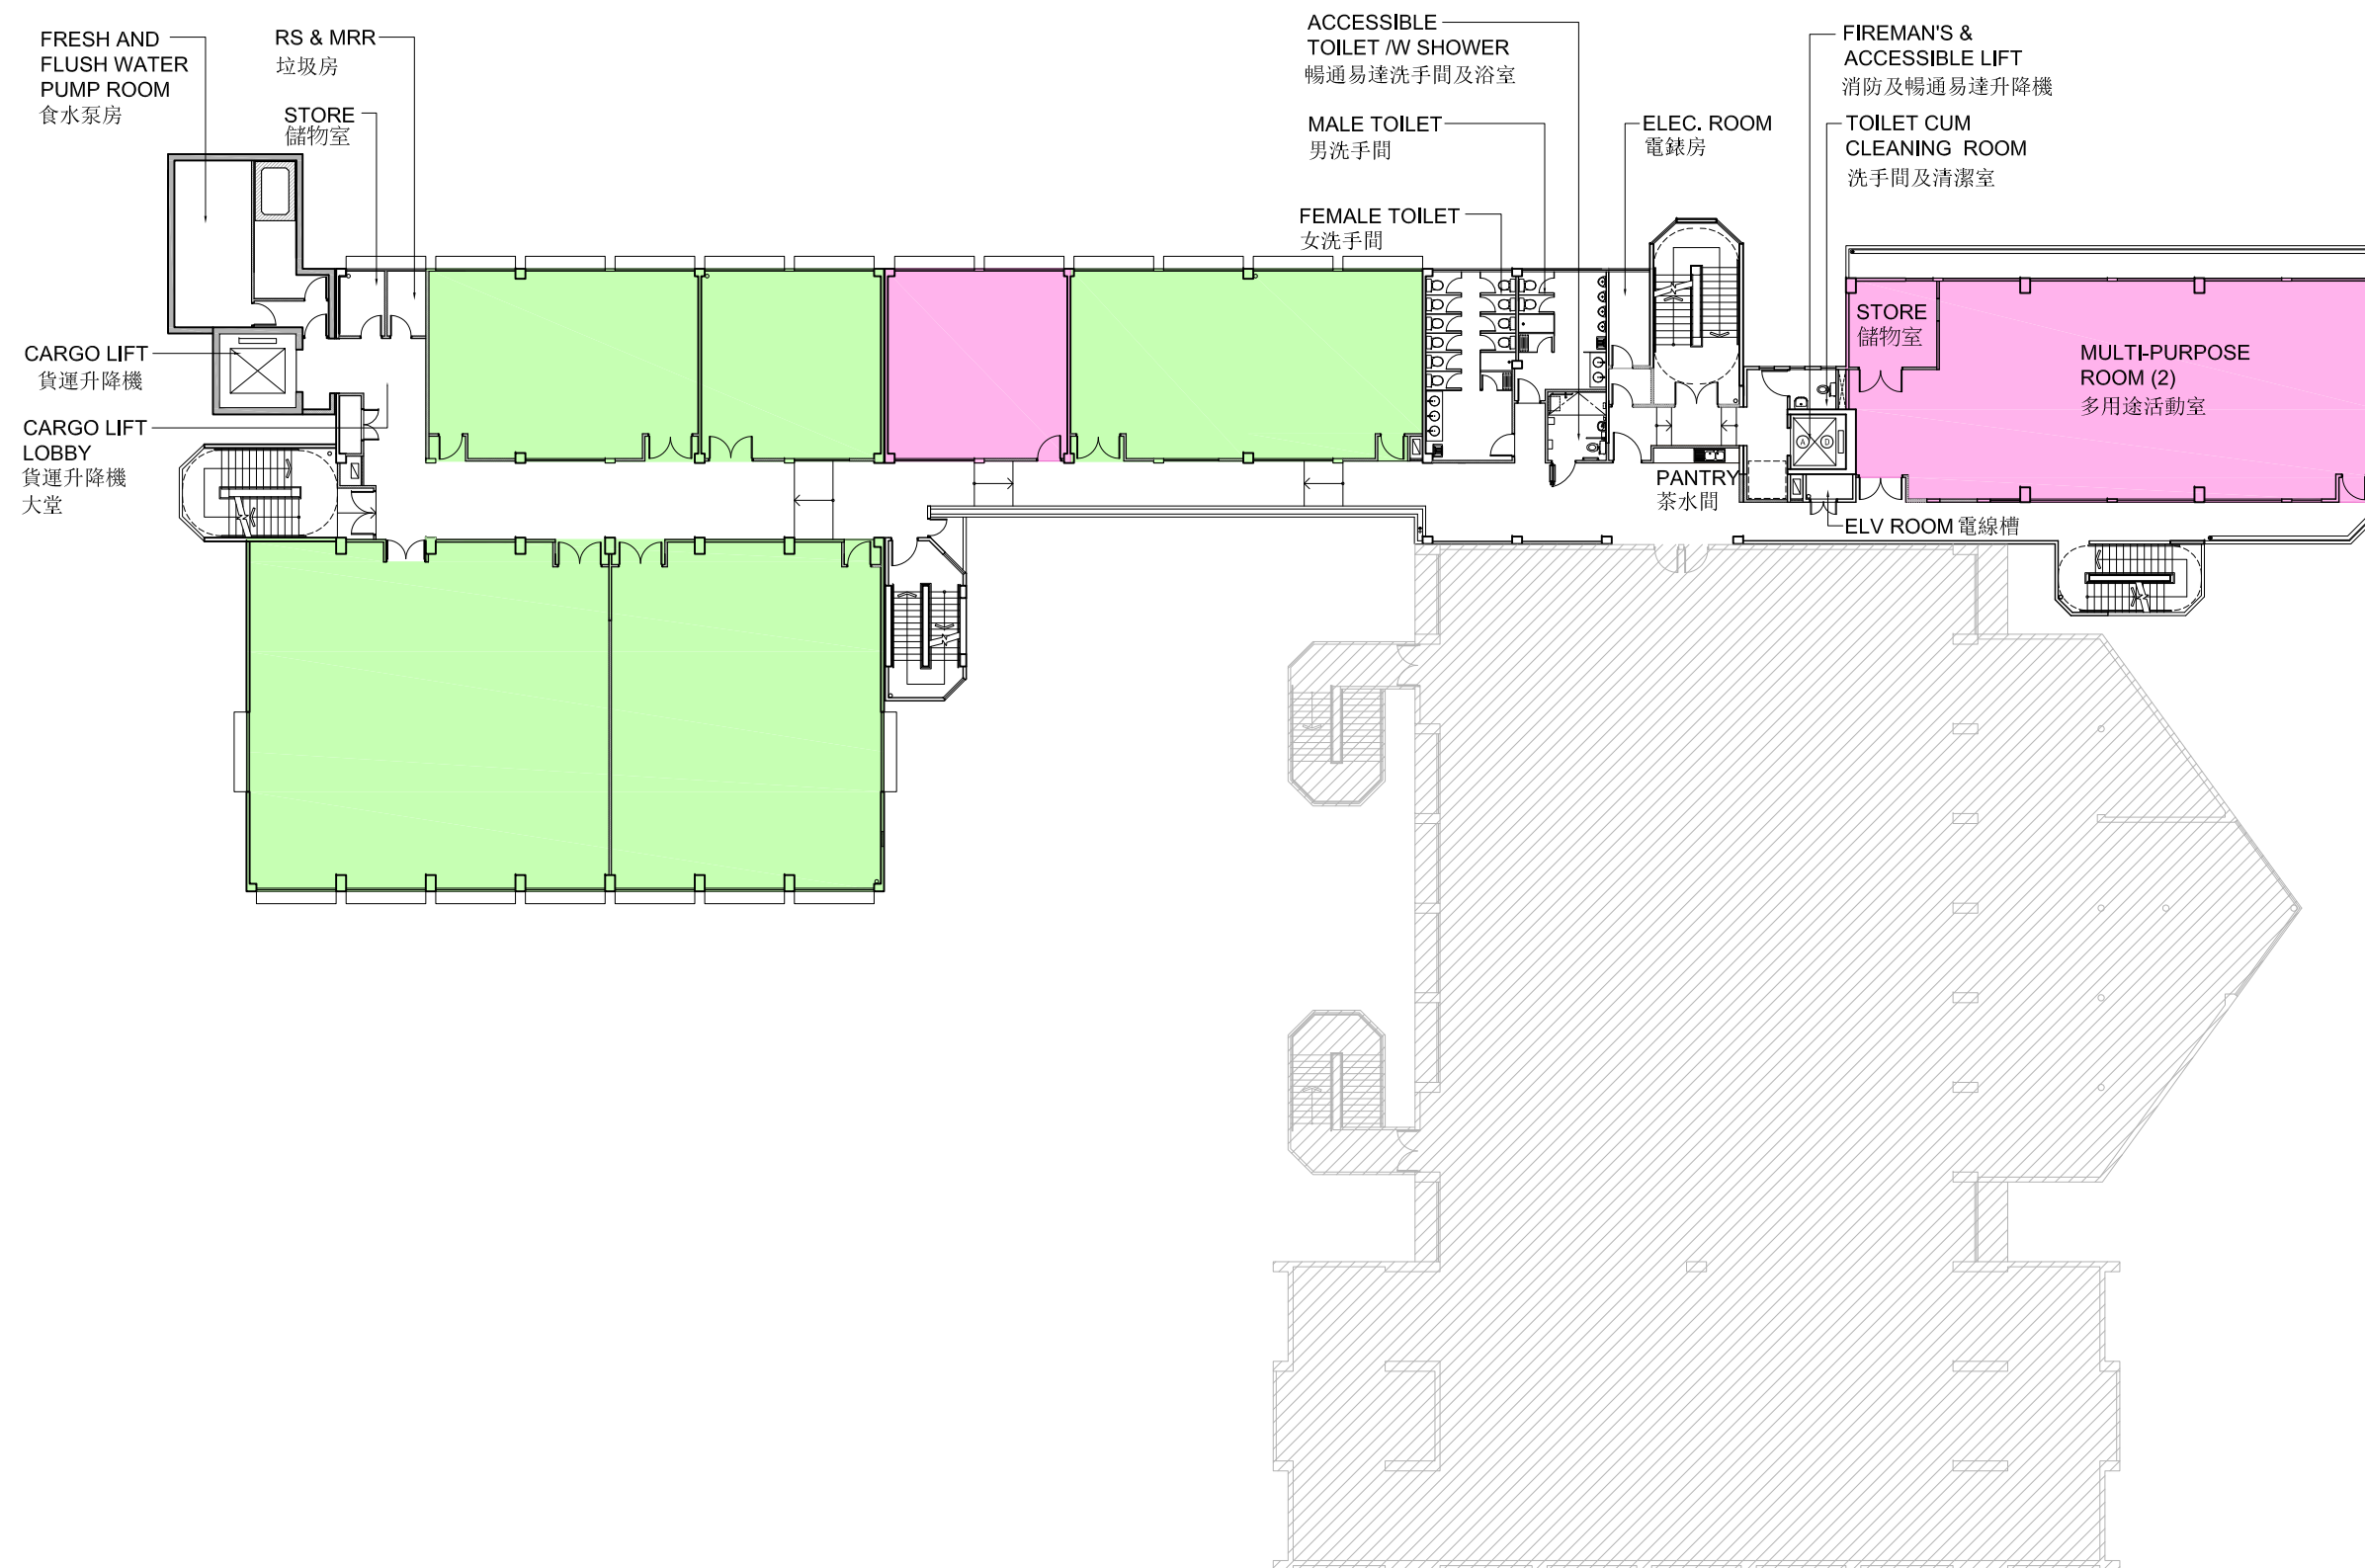 FRESH AND
FLUSH WATER
PUMP ROOM
食水泵房
RS & MRR
垃圾房
STORE
儲物室
ACCESSIBLE
TOILET /W SHOWER
暢通易達洗手間及浴室
MALE TOILET
男洗手間
FEMALE TOILET
女洗手間
ELEC. ROOM
電錶房
FIREMAN'S &
ACCESSIBLE LIFT
消防及暢通易達升降機
TOILET CUM
CLEANING ROOM
洗手間及清潔室
CARGO LIFT
貨運升降機
CARGO LIFT
LOBBY
貨運升降機
大堂
STORE
儲物室
MULTI-PURPOSE
ROOM (2)
多用途活動室
A D
PANTRY
茶水間
ELV ROOM 電線槽